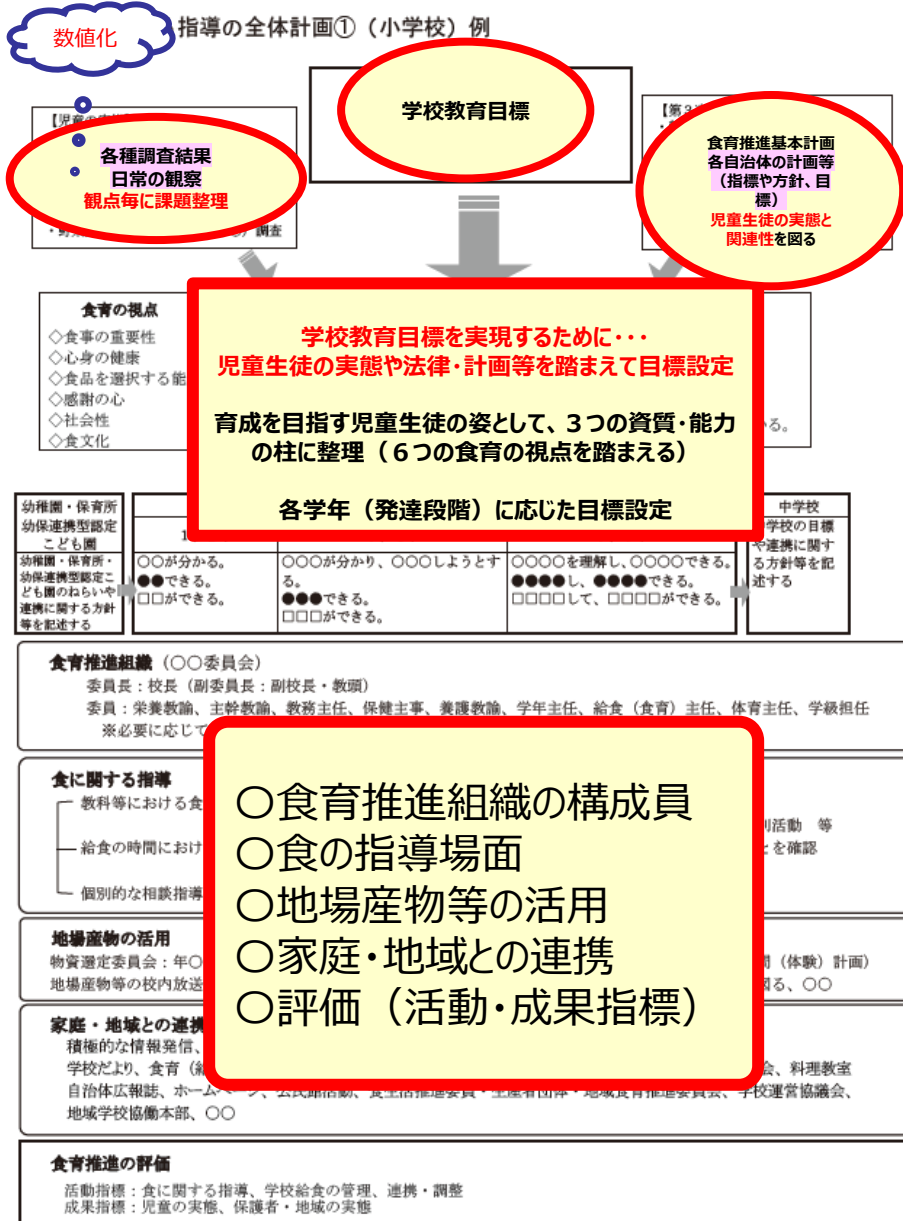 数値化
指導の全体計画①（小学校）例
学校教育目標
【児童の実態】
各種調査結果
日常の観察
観点毎に課題整理
調査
【第3次
食育推進基本計画
各自治体の計画等
（指標や方針、目
標）
児童生徒の実態と
関連性を図る
食育の視点
◇食事の重要性
◇心身の健康
◇食品を選択する能
◇感謝の心
◇社会性
◇食文化
学校教育目標を実現するために・・・
児童生徒の実態や法律・計画等を踏まえて目標設定
育成を目指す児童生徒の姿として、３つの資質・能力
の柱に整理（６つの食育の視点を踏まえる）
各学年（発達段階）に応じた目標設定
る。
幼稚園・保育所
幼保連携型認定
こども園
幼稚園・保育所・
幼保連携型認定こ
ども園のねらいや
連携に関する方針
等を記述する
1
○○が分かる。
●●できる。
□□ができる。
○○○が分かり、○○○しようとす
る。
●●●できる。
□□□ができる。
○○○○を理解し、○○○○できる。
●●●●し、●●●●できる。
□□□□して、□□□□ができる。
中学校
中学校の目標
や連携に関す
る方針等を記
述する
食育推進組織（○○委員会）
委員長：校長（副委員長：副校長・教頭）
委員：栄養教諭、主幹教諭、教務主任、保健主事、養護教諭、学年主任、給食（食育）主任、体育主任、学級担任
※必要に応じて
食に関する指導
教科等における食
別活動　等
給食の時間におけ
とを確認
個別的な相談指導
○食育推進組織の構成員
○食の指導場面
○地場産物等の活用
○家庭・地域との連携
○評価（活動・成果指標）
地場産物の活用
物資選定委員会：年○
（体験）計画）
地場産物等の校内放送
図る、○○
家庭・地域との連携
積極的な情報発信、
学校だより、食育（給
会、料理教室
自治体広報誌、ホームページ、公民館活動、食生活推進委員・生産者団体・地域食育推進委員会、学校運営協議会、
地域学校協働本部、○○
食育推進の評価
活動指標：食に関する指導、学校給食の管理、連携・調整
成果指標：児童の実態、保護者・地域の実態